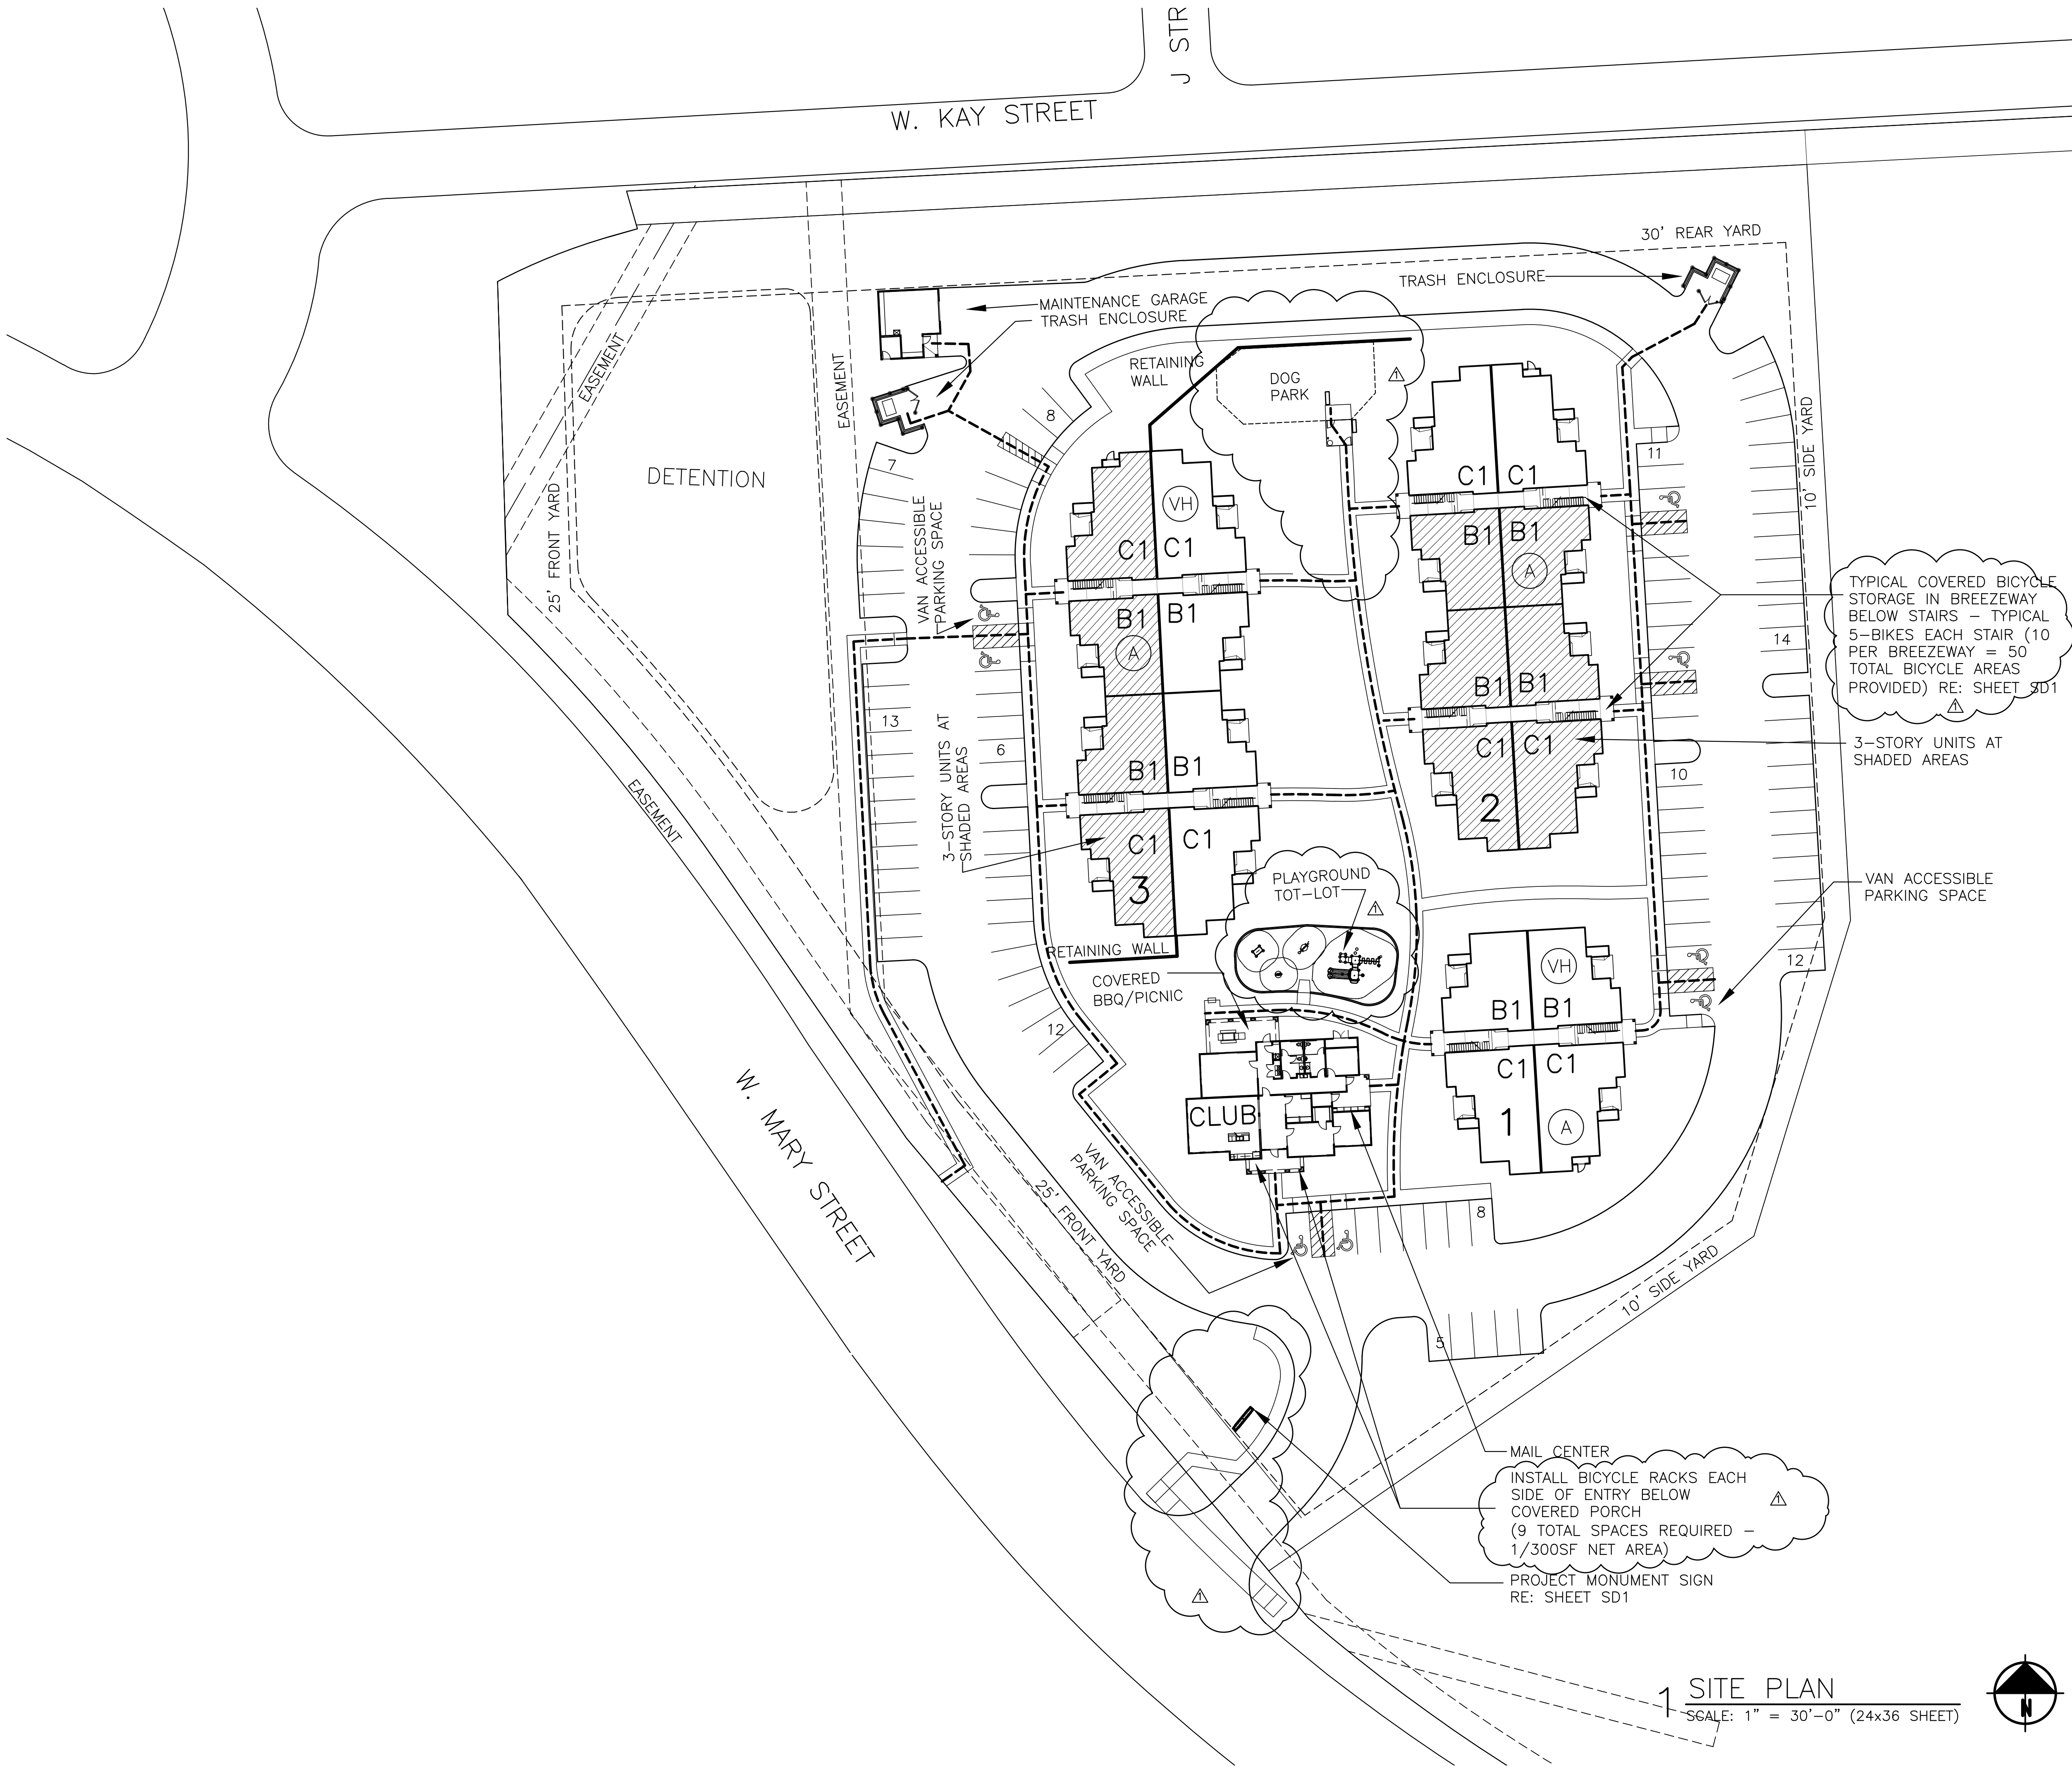 J STR
W. KAY STREET
30' REAR YARD
TRASH ENCLOSURE
MAINTENANCE GARAGE
TRASH ENCLOSURE
EASEMENT
EASEMENT
RETAINING
WALL
DOG
PARK
1
8
7
DETENTION
25' FRONT YARD
VAN ACCESSIBLE
PARKING SPACE
10' SIDE YARD
11
C1
C1
VH
C1
C1
B1
B1
A
B1
B1
A
TYPICAL COVERED BICYCLE
STORAGE IN BREEZEWAY
BELOW STAIRS – TYPICAL
5–BIKES EACH STAIR (10
PER BREEZEWAY = 50
TOTAL BICYCLE AREAS
PROVIDED) RE: SHEET SD1
1
14
B1
B1
13
6
3–STORY UNITS AT
SHADED AREAS
B1
B1
C1
C1
2
3–STORY UNITS AT
SHADED AREAS
10
EASEMENT
C1
C1
3
PLAYGROUND
TOT–LOT
1
VAN ACCESSIBLE
PARKING SPACE
RETAINING WALL
COVERED
BBQ/PICNIC
12
12
VH
B1
B1
C1
C1
1
A
CLUB
W. MARY STREET
VAN ACCESSIBLE
PARKING SPACE
25' FRONT YARD
8
10' SIDE YARD
5
MAIL CENTER
INSTALL BICYCLE RACKS EACH
SIDE OF ENTRY BELOW
COVERED PORCH
(9 TOTAL SPACES REQUIRED –
1/300SF NET AREA)
1
PROJECT MONUMENT SIGN
RE: SHEET SD1
1
1 SITE PLAN
SCALE: 1" = 30'–0" (24x36 SHEET)
N